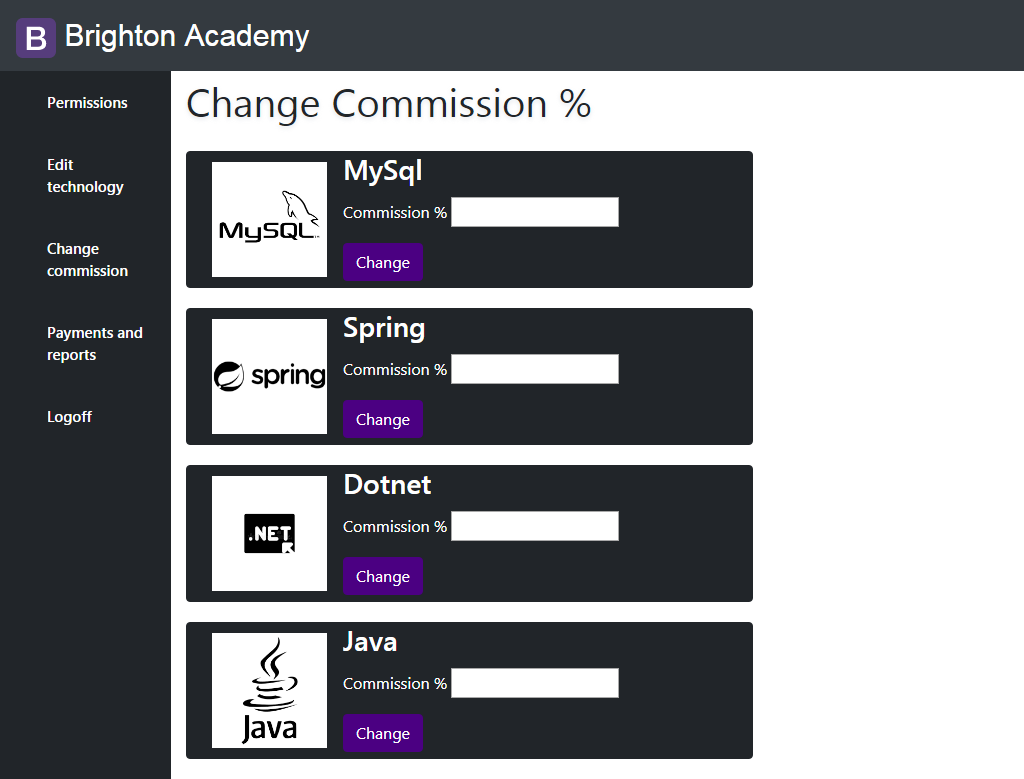 B Brighton Academy
Permissions
Edit
technology
Change
commission
Payments and
reports
Logoff
Change Commission %
MySQL
MySql
Commission %
Change
spring
Spring
Commission %
Change
.NET
Dotnet
Commission %
Change
Java
Java
Commission %
Change